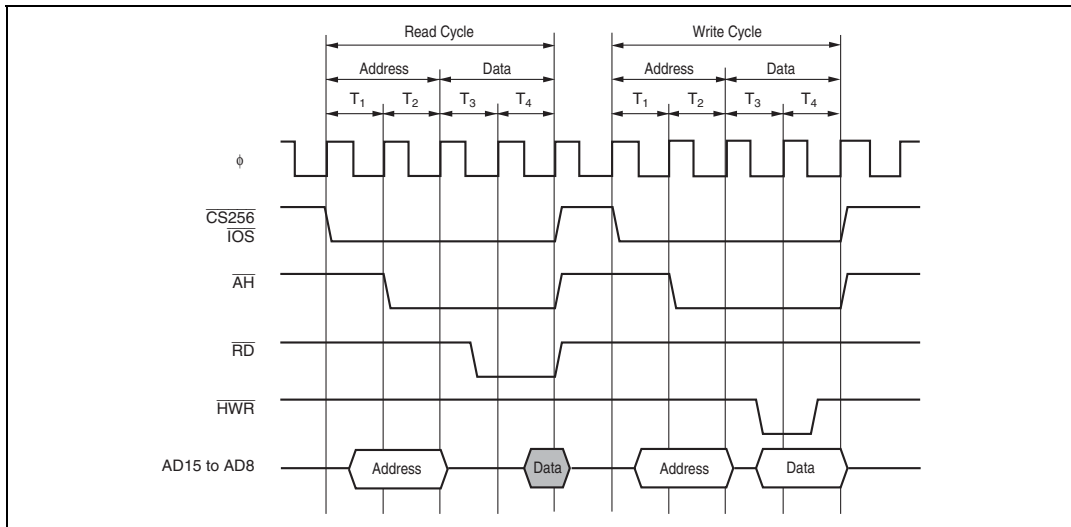 Read Cycle Write Cycle
Address Data Address Data
T1 T2 T3 T4 T1 T2 T3 T4
ϕ
CS256
IOS
AH
RD
HWR
AD15 to AD8 Address Data Address Data